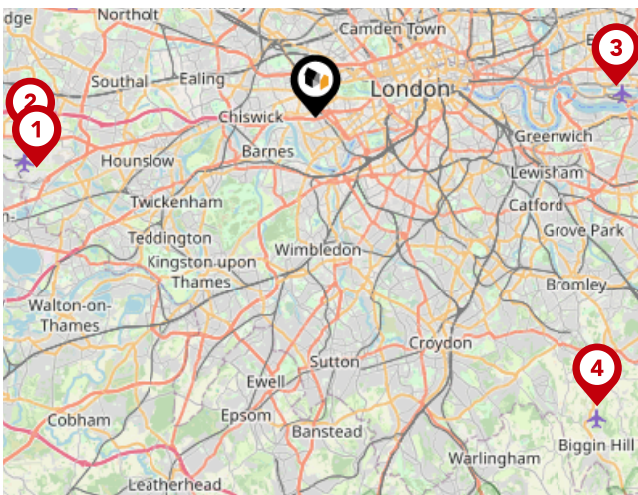 dge
Northolt
Camden Town
3
E
Southal
Ealing
London
2
1
Chiswick
Greenwich
Hounslow
Barnes
Lewisham
Twickenham
Catford
n-
Grove Park
Teddington
Wimbledon
Kingston upon
Thames
Bromley
Walton-on-
Thames
Croydon
Sutton
4
Ewell
Cobham
Epsom
Banstead
Biggin Hill
Warlingham
Leatherhead